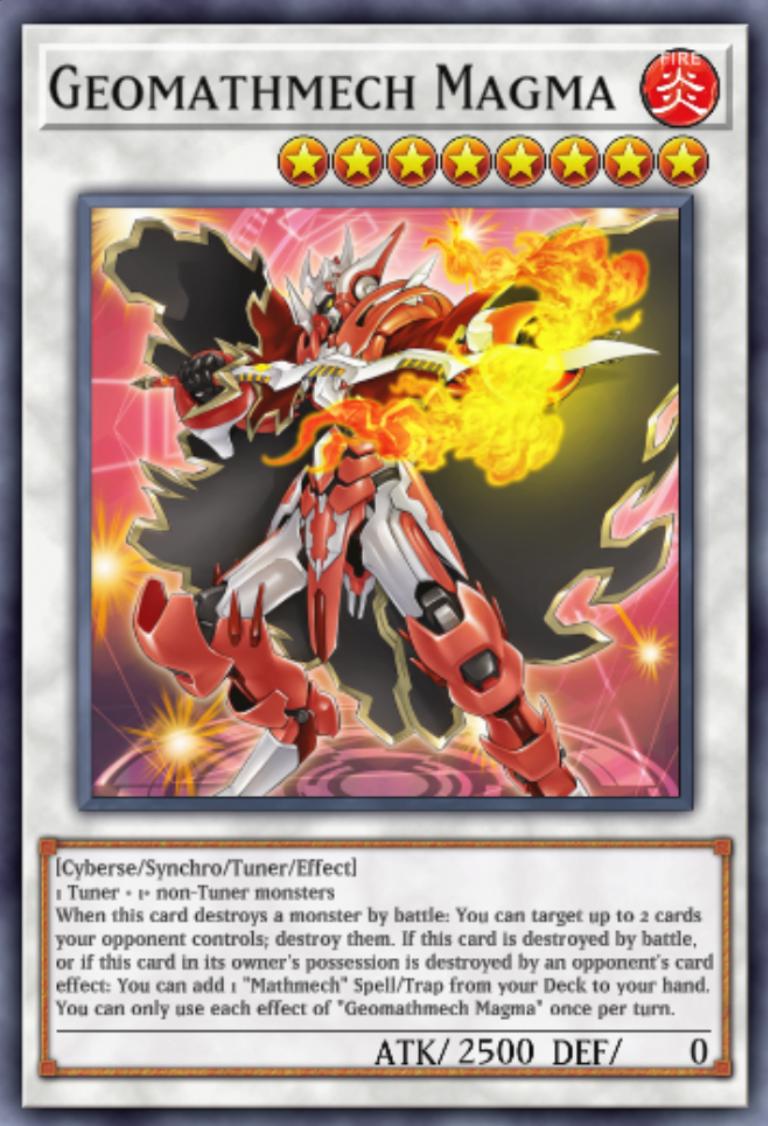 GEOMATHMECH MAGMA
FIRE
炎
[Cyberse/Synchro/Tuner/Effect]
1 Tuner + 1+ non-Tuner monsters
When this card destroys a monster by battle: You can target up to 2 cards
your opponent controls; destroy them. If this card is destroyed by battle,
or if this card in its owner's possession is destroyed by an opponent's card
effect: You can add 1 "Mathmech" Spell/Trap from your Deck to your hand.
You can only use each effect of "Geomathmech Magma" once per turn.
ATK/ 2500 DEF/ 0